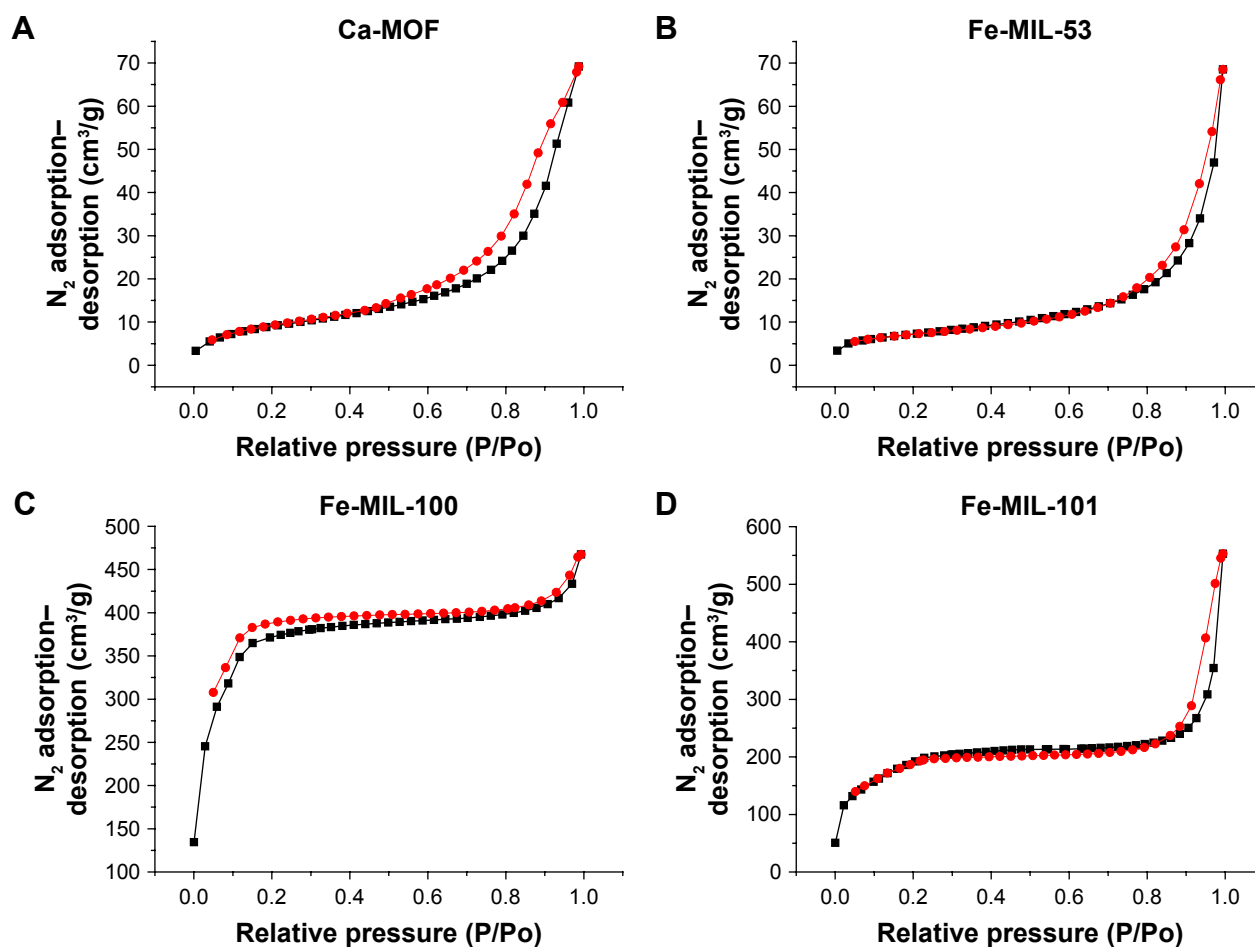 A
Ca-MOF
N₂ adsorption–
desorption (cm³/g)
70
60
50
40
30
20
10
0
0.0 0.2 0.4 0.6 0.8 1.0
Relative pressure (P/Po)
B
Fe-MIL-53
N₂ adsorption–
desorption (cm³/g)
70
60
50
40
30
20
10
0
0.0 0.2 0.4 0.6 0.8 1.0
Relative pressure (P/Po)
C
Fe-MIL-100
N₂ adsorption–
desorption (cm³/g)
500
450
400
350
300
250
200
150
100
0.0 0.2 0.4 0.6 0.8 1.0
Relative pressure (P/Po)
D
Fe-MIL-101
N₂ adsorption–
desorption (cm³/g)
600
500
400
300
200
100
0
0.0 0.2 0.4 0.6 0.8 1.0
Relative pressure (P/Po)